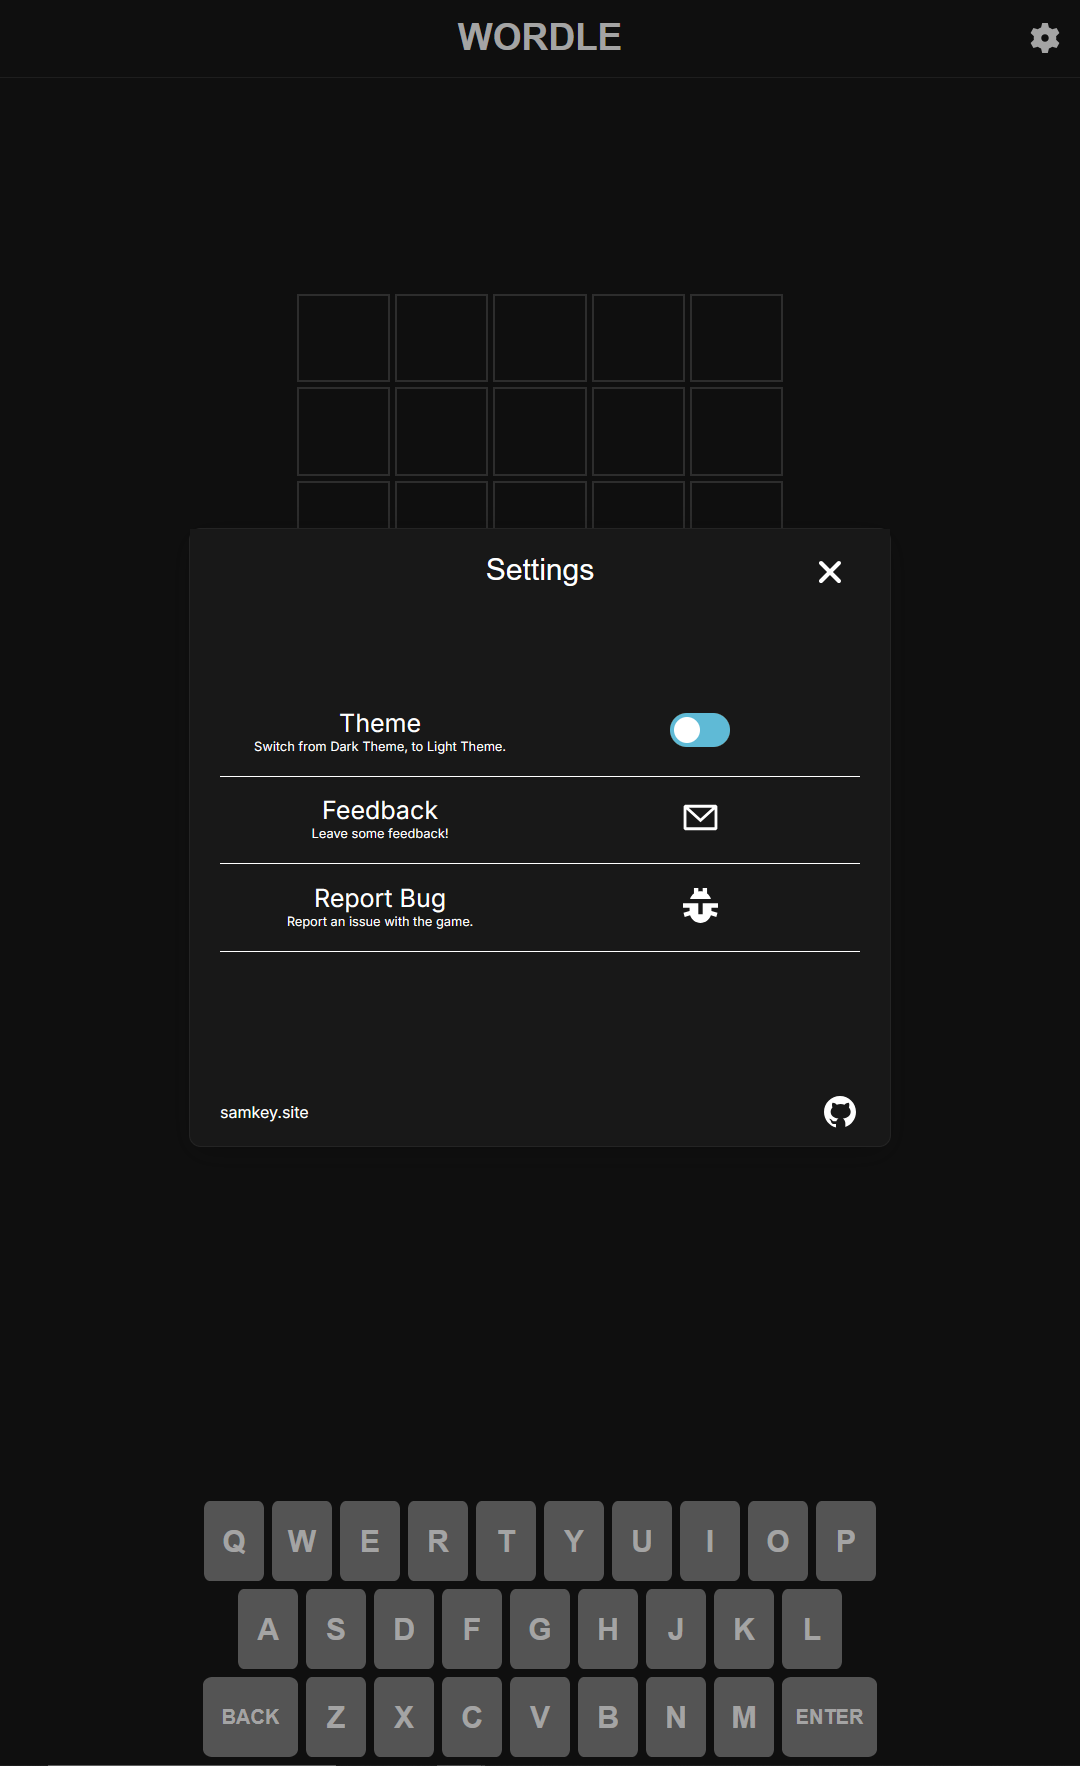 WORDLE
Settings
Theme
Switch from Dark Theme, to Light Theme.
Feedback
Leave some feedback!
Report Bug
Report an issue with the game.
samkey.site
Q W E R T Y U I O P
A S D F G H J K L
BACK Z X C V B N M ENTER